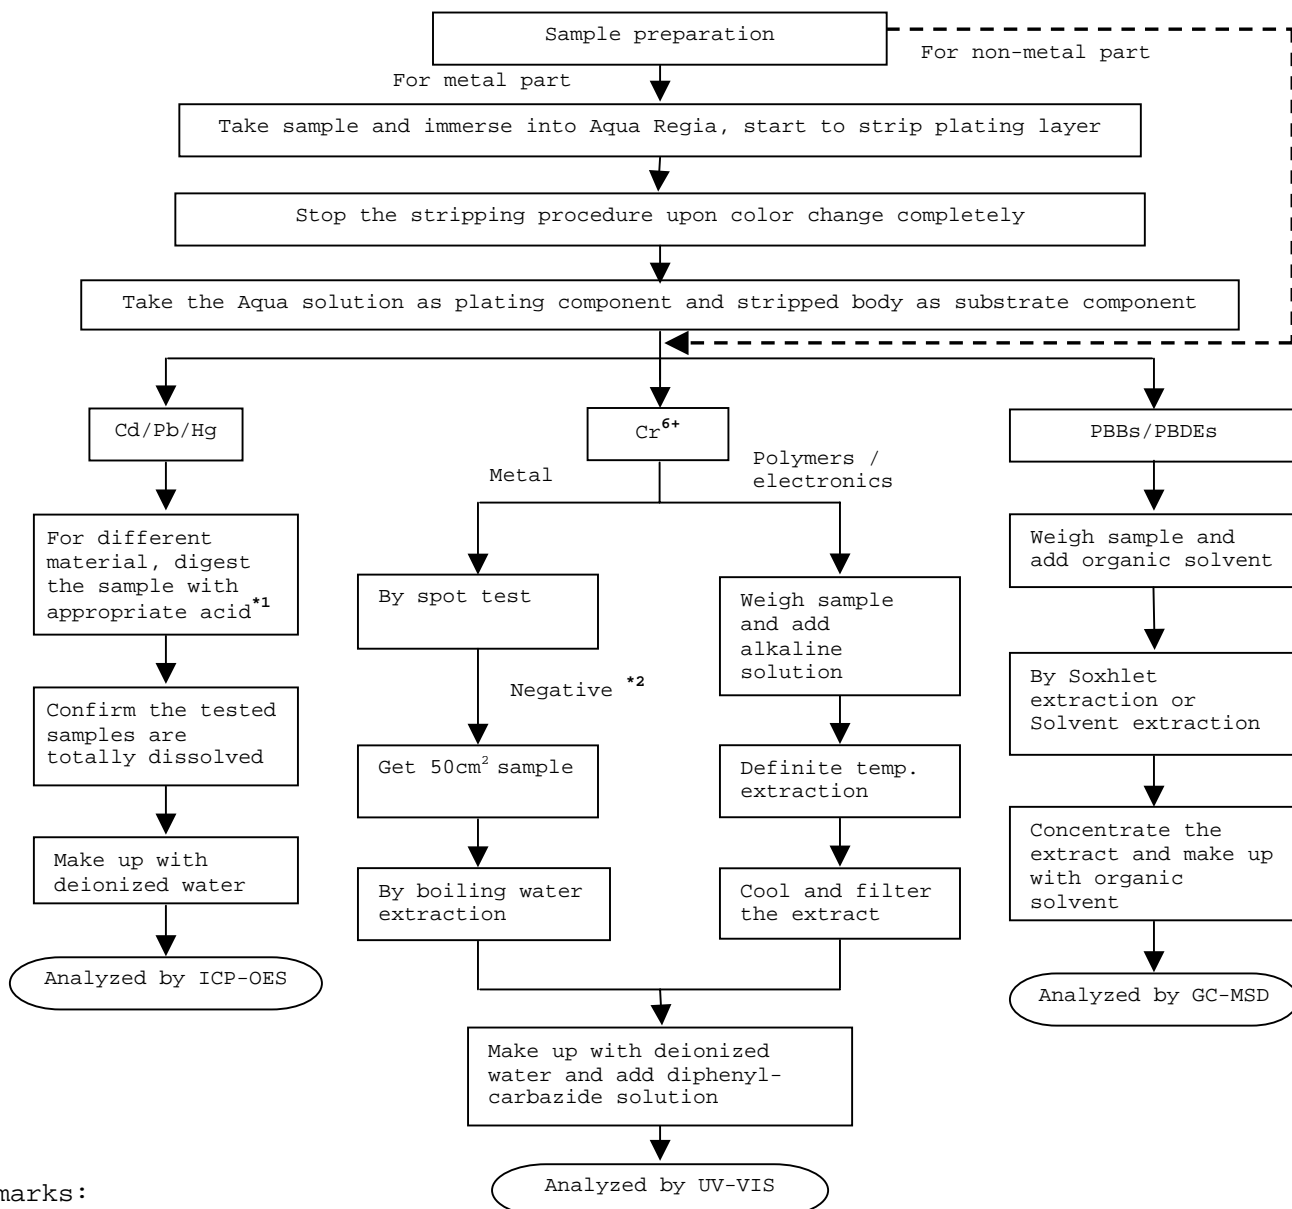 Sample preparation
For non-metal part
For metal part
Take sample and immerse into Aqua Regia, start to strip plating layer
Stop the stripping procedure upon color change completely
Take the Aqua solution as plating component and stripped body as substrate component
Cd/Pb/Hg
Cr6+
PBBs/PBDEs
Metal
Polymers /
electronics
For different
material, digest
the sample with
appropriate acid*1
Confirm the tested
samples are
totally dissolved
Make up with
deionized water
Analyzed by ICP-OES
By spot test
Negative *2
Get 50cm² sample
By boiling water
extraction
Weigh sample
and add
alkaline
solution
Definite temp.
extraction
Cool and filter
the extract
Make up with deionized
water and add diphenyl-
carbazide solution
Analyzed by UV-VIS
Weigh sample and
add organic solvent
By Soxhlet
extraction or
Solvent extraction
Concentrate the
extract and make up
with organic
solvent
Analyzed by GC-MSD
marks: